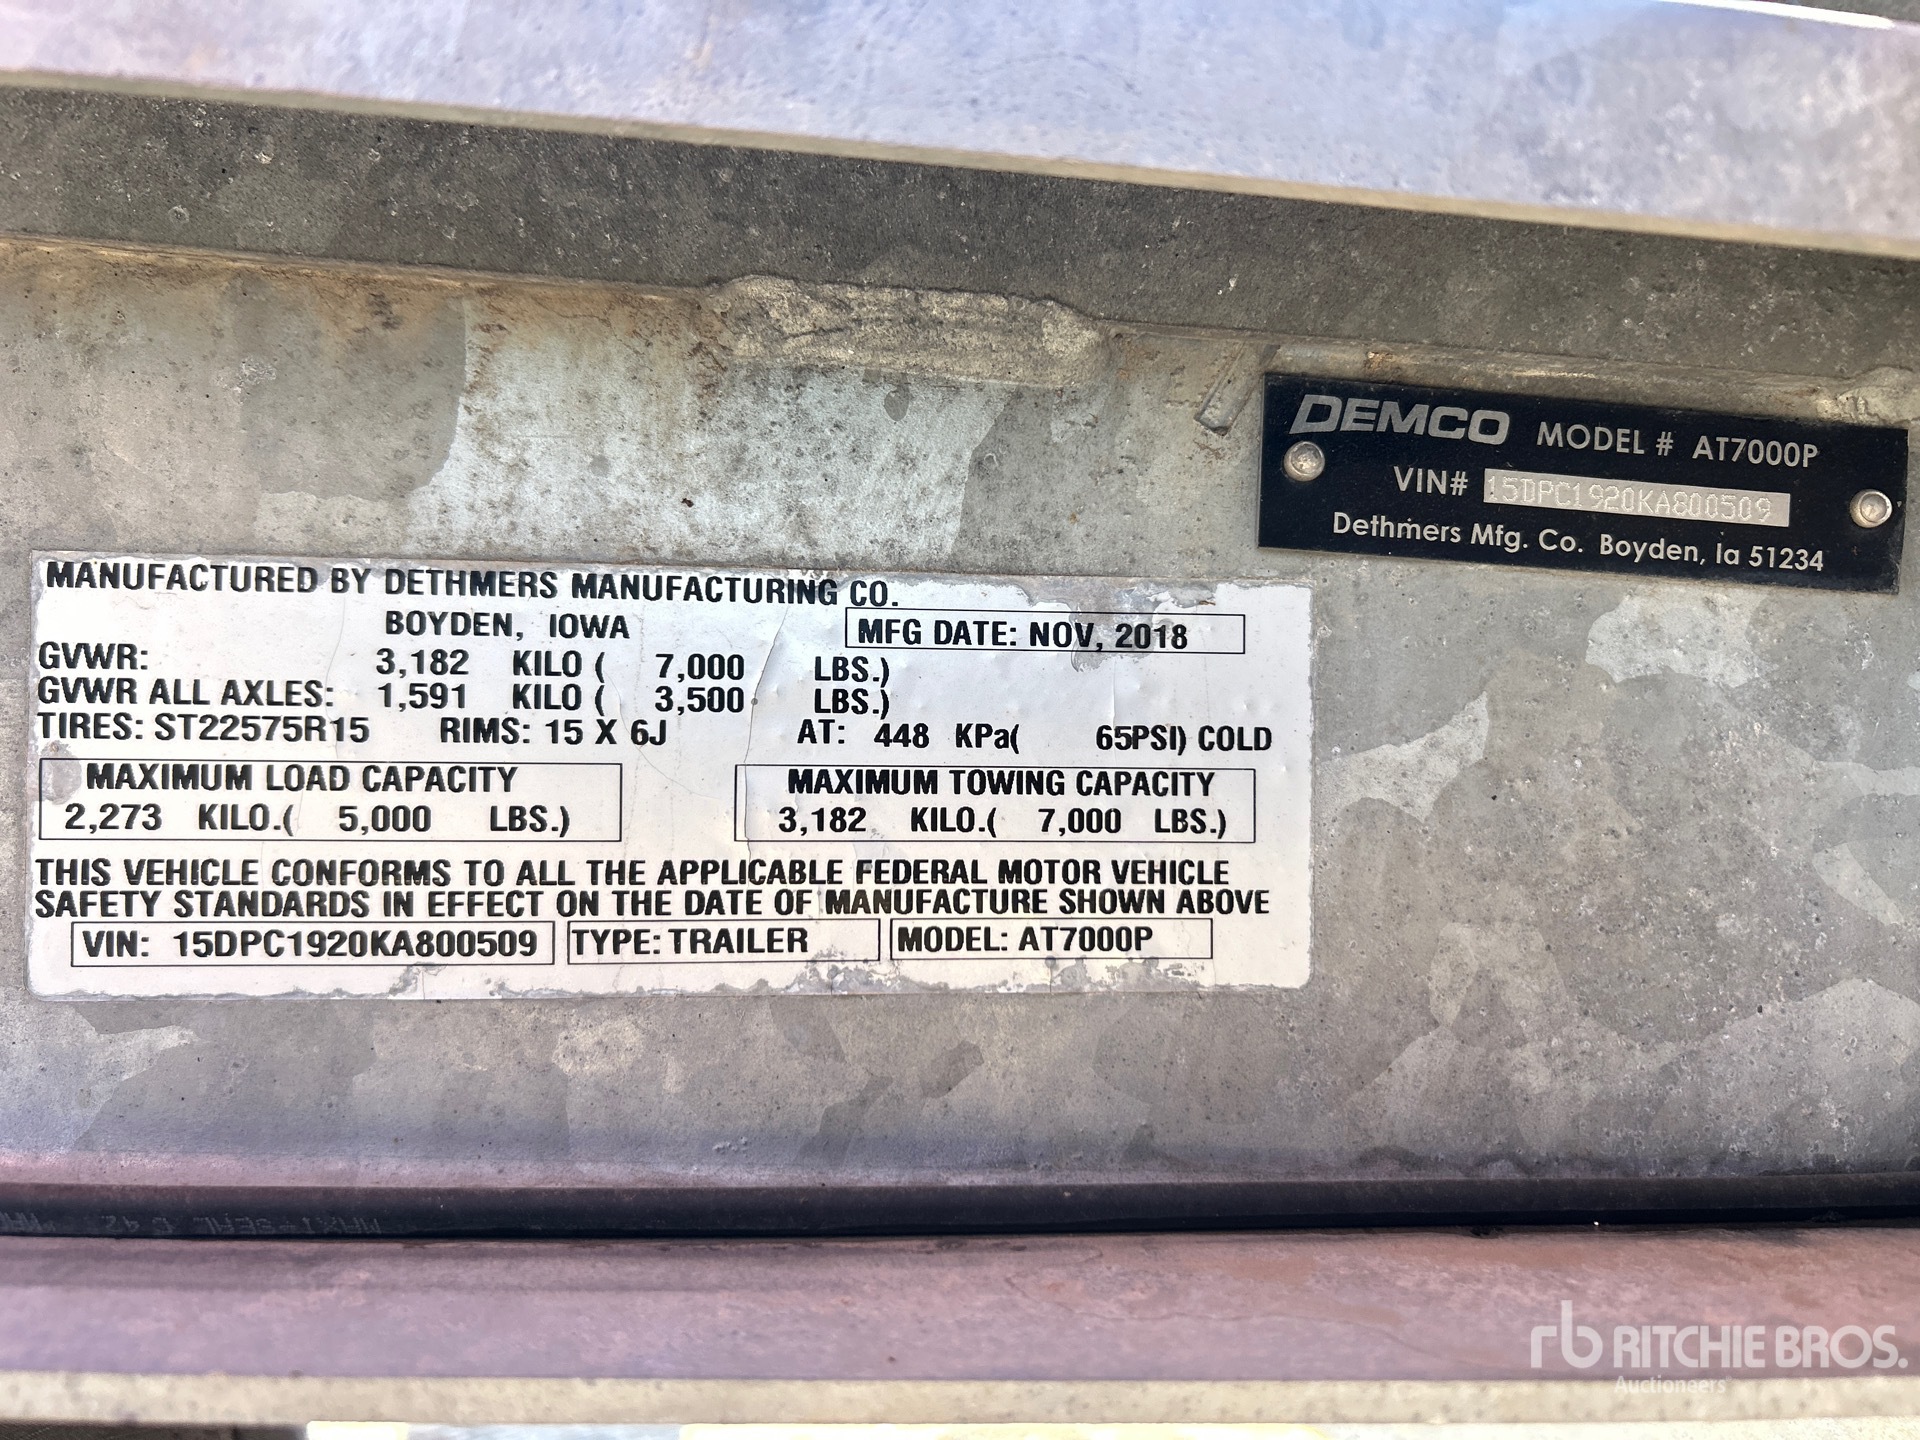 DEMCO MODEL # AT7000P
VIN# 15DPC1920KA800509
Dethmers Mfg. Co. Boyden, Ia 51234
MANUFACTURED BY DETHMERS MANUFACTURING CO.
BOYDEN, IOWA MFG DATE: NOV, 2018
GVWR: 3,182 KILO ( 7,000 LBS.)
GVWR ALL AXLES: 1,591 KILO ( 3,500 LBS.)
TIRES: ST22575R15 RIMS: 15 X 6J AT: 448 KPa( 65PSI) COLD
MAXIMUM LOAD CAPACITY
2,273 KILO.( 5,000 LBS.)
MAXIMUM TOWING CAPACITY
3,182 KILO.( 7,000 LBS.)
THIS VEHICLE CONFORMS TO ALL THE APPLICABLE FEDERAL MOTOR VEHICLE
SAFETY STANDARDS IN EFFECT ON THE DATE OF MANUFACTURE SHOWN ABOVE
VIN: 15DPC1920KA800509 TYPE: TRAILER MODEL: AT7000P
rb RITCHIE BROS.
Auctioneers